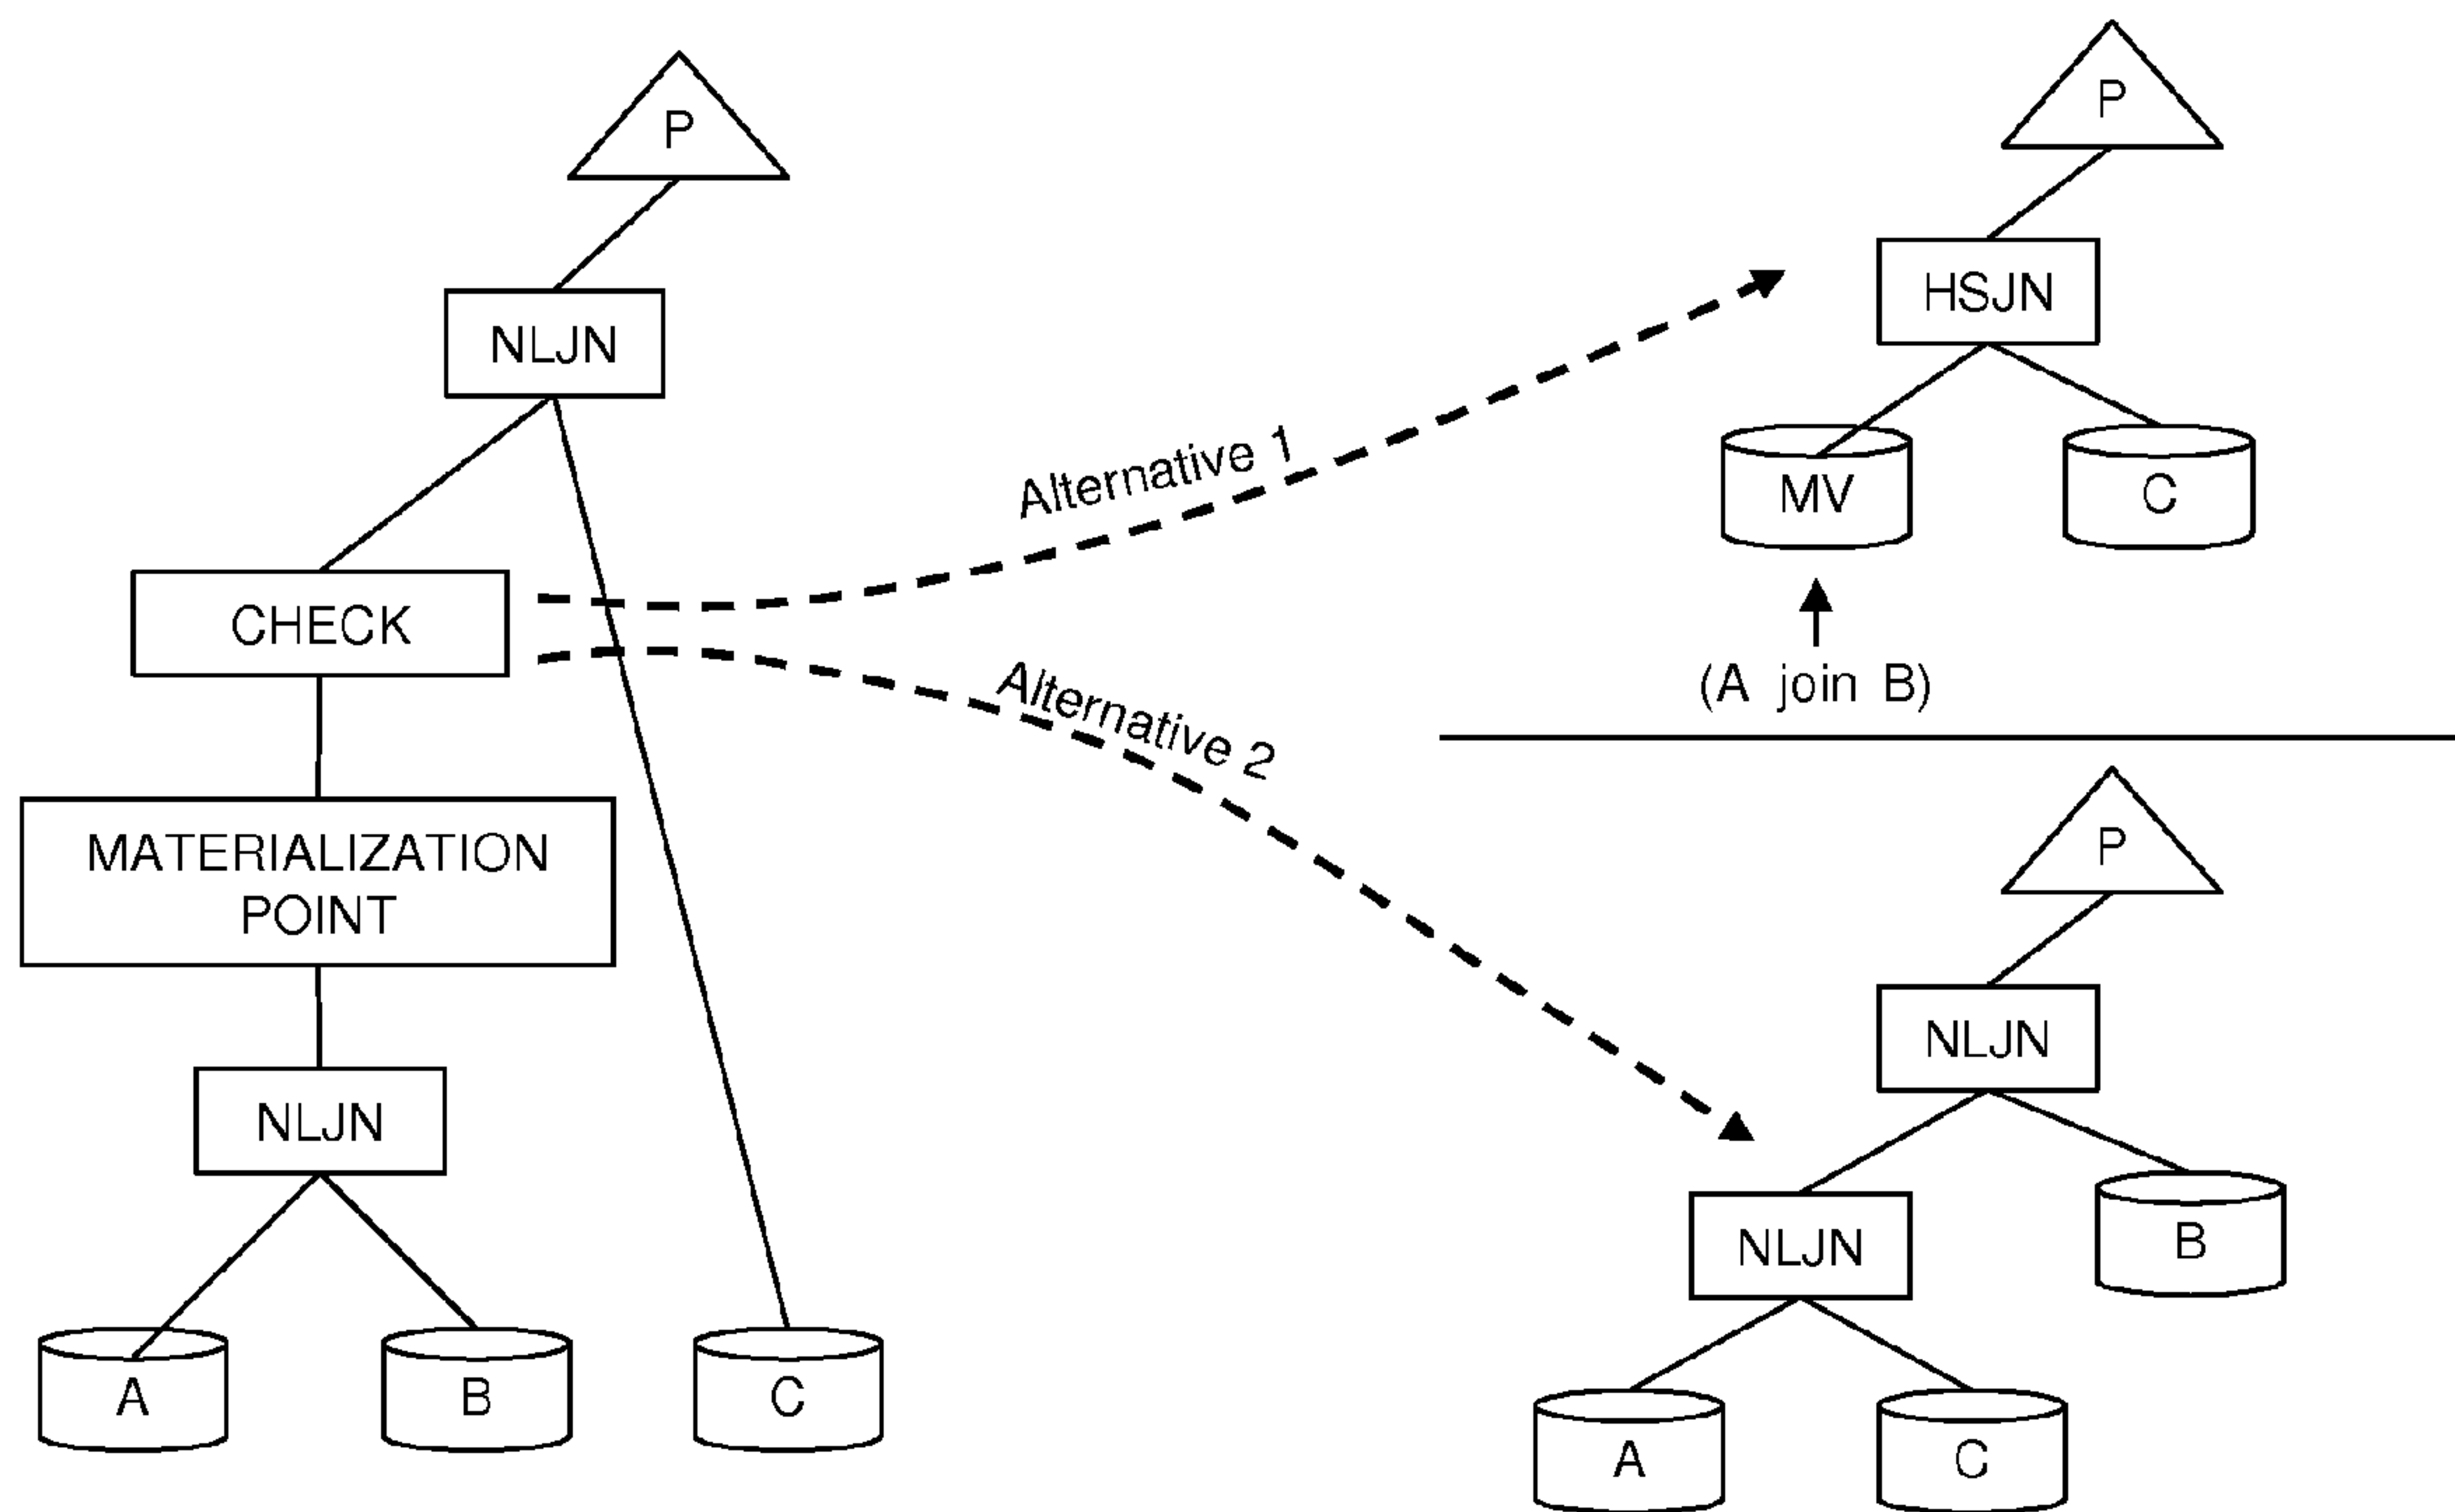 P
NLJN
CHECK
MATERIALIZATION
POINT
NLJN
A
B
C
Alternative 1
Alternative 2
P
HSJN
MV
C
(A join B)
P
NLJN
NLJN
B
A
C